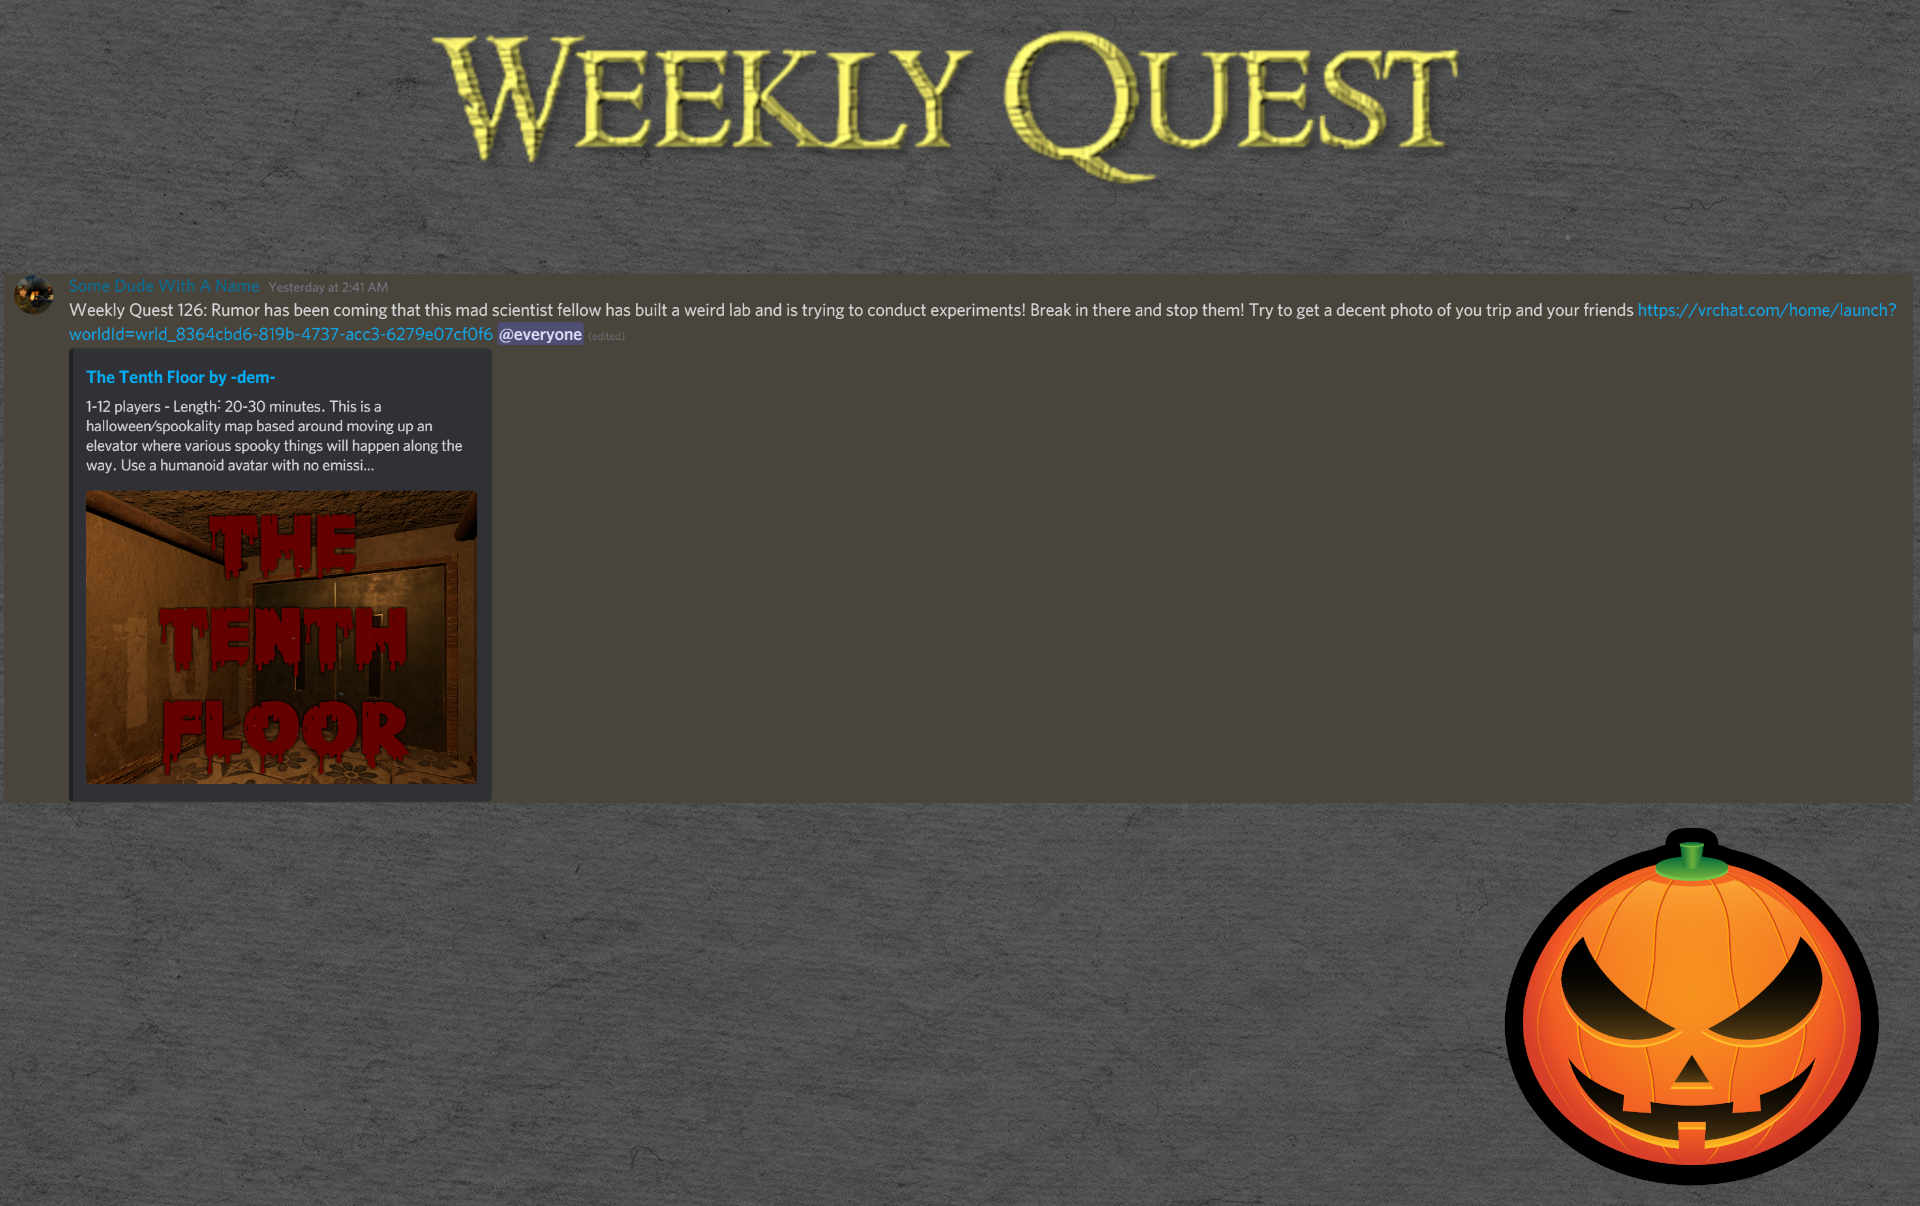 WEEKLY QUEST
Some Dude With A Name Yesterday at 2:41 AM
Weekly Quest 126: Rumor has been coming that this mad scientist fellow has built a weird lab and is trying to conduct experiments! Break in there and stop them! Try to get a decent photo of you trip and your friends https://vrchat.com/home/launch?
worldId=wrld_8364cbd6-819b-4737-acc3-6279e07cf0f6 @everyone (edited)
The Tenth Floor by -dem-
1-12 players - Length: 20-30 minutes. This is a
halloween/spookality map based around moving up an
elevator where various spooky things will happen along the
way. Use a humanoid avatar with no emissi...
THE
TENTH
FLOOR
10